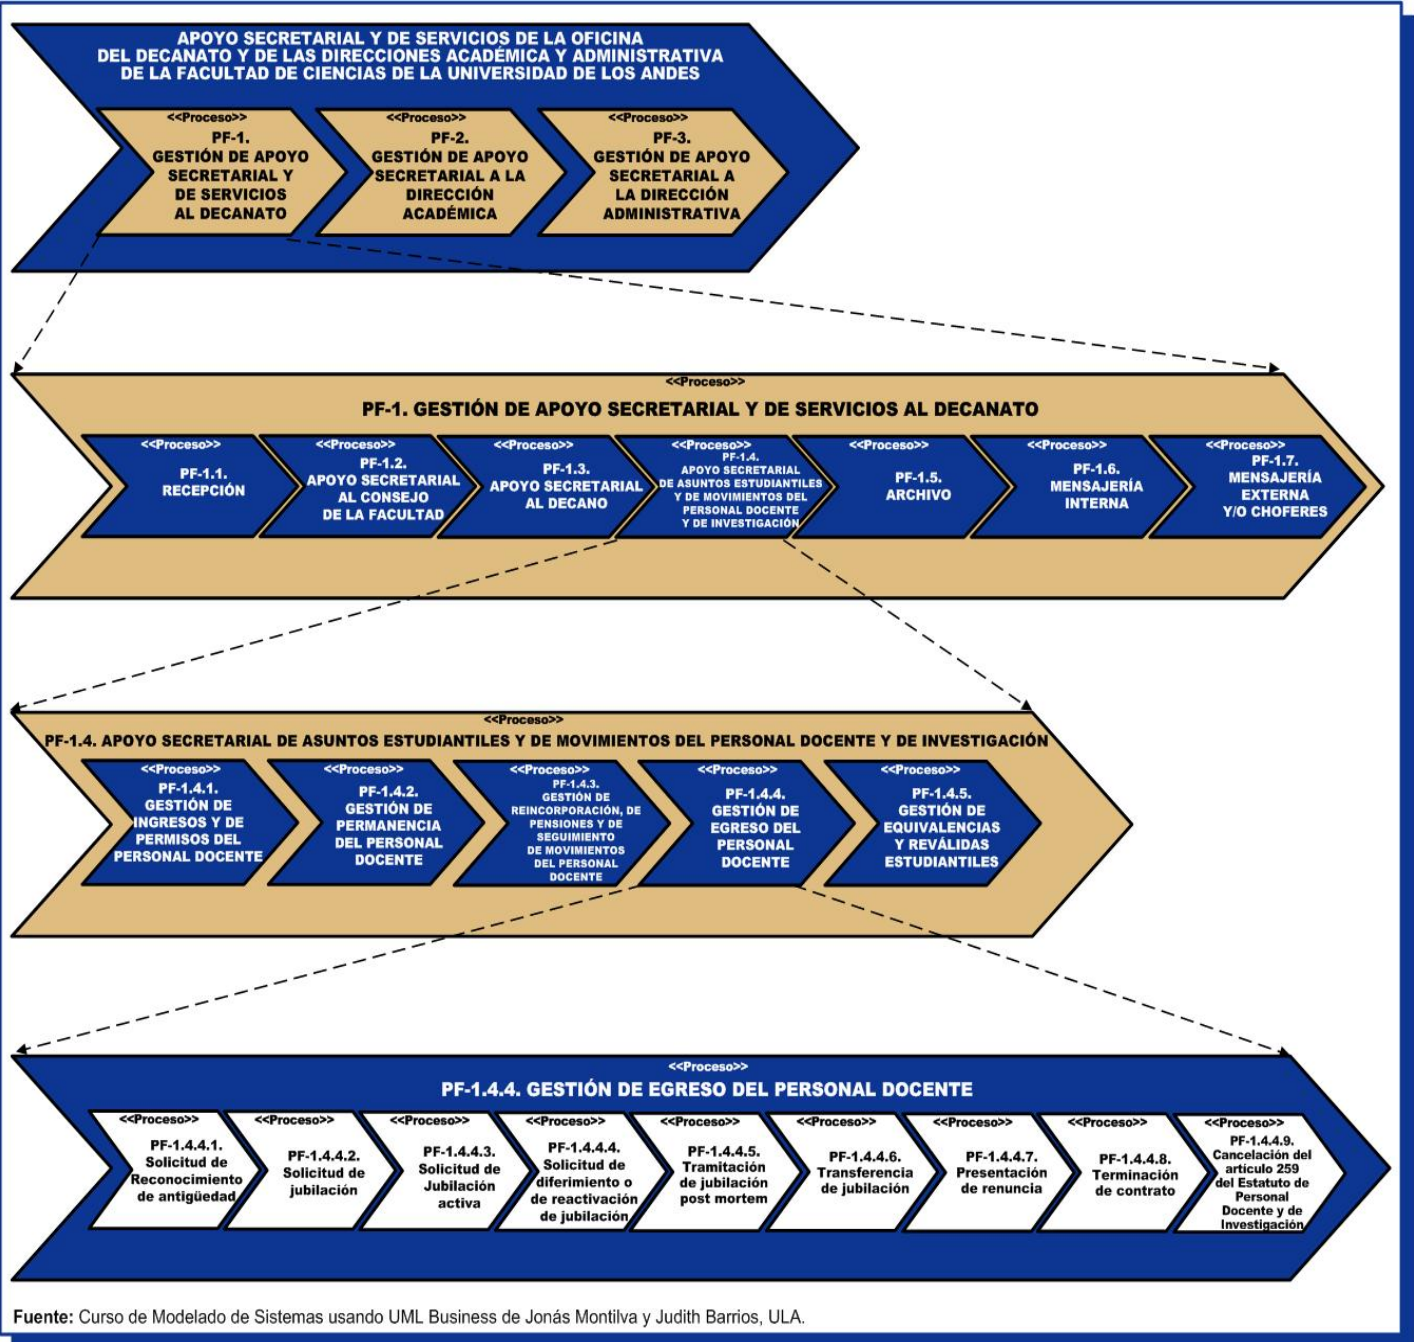 APOYO SECRETARIAL Y DE SERVICIOS DE LA OFICINA
DEL DECANATO Y DE LAS DIRECCIONES ACADÉMICA Y ADMINISTRATIVA
DE LA FACULTAD DE CIENCIAS DE LA UNIVERSIDAD DE LOS ANDES
<<Proceso>>
PF-1.
GESTIÓN DE APOYO
SECRETARIAL Y
DE SERVICIOS
AL DECANATO
<<Proceso>>
PF-2.
GESTIÓN DE APOYO
SECRETARIAL A LA
DIRECCIÓN
ACADÉMICA
<<Proceso>>
PF-3.
GESTIÓN DE APOYO
SECRETARIAL A
LA DIRECCIÓN
ADMINISTRATIVA
<<Proceso>>
PF-1. GESTIÓN DE APOYO SECRETARIAL Y DE SERVICIOS AL DECANATO
<<Proceso>>
PF-1.1.
RECEPCIÓN
<<Proceso>>
PF-1.2.
APOYO SECRETARIAL
AL CONSEJO
DE LA FACULTAD
<<Proceso>>
PF-1.3.
APOYO SECRETARIAL
AL DECANO
<<Proceso>>
PF-1.4.
APOYO SECRETARIAL
DE ASUNTOS ESTUDIANTILES
Y DE MOVIMIENTOS DEL
PERSONAL DOCENTE
Y DE INVESTIGACIÓN
<<Proceso>>
PF-1.5.
ARCHIVO
<<Proceso>>
PF-1.6.
MENSAJERÍA
INTERNA
<<Proceso>>
PF-1.7.
MENSAJERÍA
EXTERNA
Y/O CHOFERES
<<Proceso>>
PF-1.4. APOYO SECRETARIAL DE ASUNTOS ESTUDIANTILES Y DE MOVIMIENTOS DEL PERSONAL DOCENTE Y DE INVESTIGACIÓN
<<Proceso>>
PF-1.4.1.
GESTIÓN DE
INGRESOS Y DE
PERMISOS DEL
PERSONAL DOCENTE
<<Proceso>>
PF-1.4.2.
GESTIÓN DE
PERMANENCIA
DEL PERSONAL
DOCENTE
<<Proceso>>
PF-1.4.3.
GESTIÓN DE
REINCORPORACIÓN, DE
PENSIONES Y DE
SEGUIMIENTO
DE MOVIMIENTOS
DEL PERSONAL
DOCENTE
<<Proceso>>
PF-1.4.4.
GESTIÓN DE
EGRESO DEL
PERSONAL
DOCENTE
<<Proceso>>
PF-1.4.5.
GESTIÓN DE
EQUIVALENCIAS
Y REVÁLIDAS
ESTUDIANTILES
<<Proceso>>
PF-1.4.4. GESTIÓN DE EGRESO DEL PERSONAL DOCENTE
<<Proceso>>
PF-1.4.4.1.
Solicitud de
Reconocimiento
de antigüedad
<<Proceso>>
PF-1.4.4.2.
Solicitud de
jubilación
<<Proceso>>
PF-1.4.4.3.
Solicitud de
Jubilación
activa
<<Proceso>>
PF-1.4.4.4.
Solicitud de
diferimiento o
de reactivación
de jubilación
<<Proceso>>
PF-1.4.4.5.
Tramitación
de jubilación
post mortem
<<Proceso>>
PF-1.4.4.6.
Transferencia
de jubilación
<<Proceso>>
PF-1.4.4.7.
Presentación
de renuncia
<<Proceso>>
PF-1.4.4.8.
Terminación
de contrato
<<Proceso>>
PF-1.4.4.9.
Cancelación del
artículo 259
del Estatuto de
Personal
Docente y de
Investigación
Fuente: Curso de Modelado de Sistemas usando UML Business de Jonás Montilva y Judith Barrios, ULA.